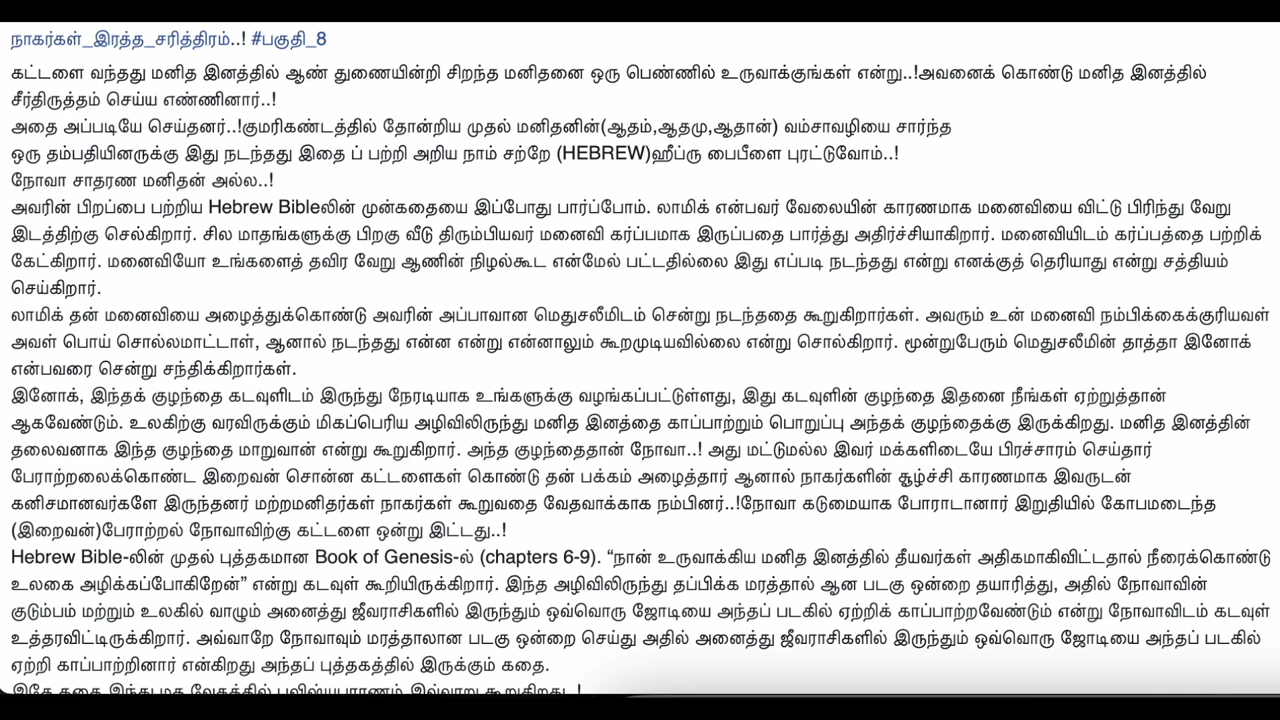 நாகர்கள்_இரத்த_சரித்திரம்..! #பகுதி_8
கட்டளை வந்தது மனித இனத்தில் ஆண் துணையின்றி சிறந்த மனிதனை ஒரு பெண்ணில் உருவாக்குங்கள் என்று..!அவனைக் கொண்டு மனித இனத்தில்
சீர்திருத்தம் செய்ய எண்ணினார்..!
அதை அப்படியே செய்தனர்..!குமரிகண்டத்தில் தோன்றிய முதல் மனிதனின்(ஆதம்,ஆதமு,ஆதான்) வம்சாவழியை சார்ந்த
ஒரு தம்பதியினருக்கு இது நடந்தது இதை ப் பற்றி அறிய நாம் சற்றே (HEBREW)ஹீப்ரு பைபீளை புரட்டுவோம்..!
நோவா சாதரண மனிதன் அல்ல..!
அவரின் பிறப்பை பற்றிய Hebrew Bibleலின் முன்கதையை இப்போது பார்ப்போம். லாமிக் என்பவர் வேலையின் காரணமாக மனைவியை விட்டு பிரிந்து வேறு
இடத்திற்கு செல்கிறார். சில மாதங்களுக்கு பிறகு வீடு திரும்பியவர் மனைவி கர்ப்பமாக இருப்பதை பார்த்து அதிர்ச்சியாகிறார். மனைவியிடம் கர்ப்பத்தை பற்றிக்
கேட்கிறார். மனைவியோ உங்களைத் தவிர வேறு ஆணின் நிழல்கூட என்மேல் பட்டதில்லை இது எப்படி நடந்தது என்று எனக்குத் தெரியாது என்று சத்தியம்
செய்கிறார்.
லாமிக் தன் மனைவியை அழைத்துக்கொண்டு அவரின் அப்பாவான மெதுசலீமிடம் சென்று நடந்ததை கூறுகிறார்கள். அவரும் உன் மனைவி நம்பிக்கைக்குரியவள்
அவள் பொய் சொல்லமாட்டாள், ஆனால் நடந்தது என்ன என்று என்னாலும் கூறமுடியவில்லை என்று சொல்கிறார். மூன்றுபேரும் மெதுசலீமின் தாத்தா இனோக்
என்பவரை சென்று சந்திக்கிறார்கள்.
இனோக், இந்தக் குழந்தை கடவுளிடம் இருந்து நேரடியாக உங்களுக்கு வழங்கப்பட்டுள்ளது, இது கடவுளின் குழந்தை இதனை நீங்கள் ஏற்றுத்தான்
ஆகவேண்டும். உலகிற்கு வரவிருக்கும் மிகப்பெரிய அழிவிலிருந்து மனித இனத்தை காப்பாற்றும் பொறுப்பு அந்தக் குழந்தைக்கு இருக்கிறது. மனித இனத்தின்
தலைவனாக இந்த குழந்தை மாறுவான் என்று கூறுகிறார். அந்த குழந்தைதான் நோவா..! அது மட்டுமல்ல இவர் மக்களிடையே பிரச்சாரம் செய்தார்
பேராற்றலைக்கொண்ட இறைவன் சொன்ன கட்டளைகள் கொண்டு தன் பக்கம் அழைத்தார் ஆனால் நாகர்களின் சூழ்ச்சி காரணமாக இவருடன்
கனிசமானவர்களே இருந்தனர் மற்றமனிதர்கள் நாகர்கள் கூறுவதை வேதவாக்காக நம்பினர்..!நோவா கடுமையாக போராடானார் இறுதியில் கோபமடைந்த
(இறைவன்)பேராற்றல் நோவாவிற்கு கட்டளை ஒன்று இட்டது..!
Hebrew Bible-லின் முதல் புத்தகமான Book of Genesis-ல் (chapters 6-9). “நான் உருவாக்கிய மனித இனத்தில் தீயவர்கள் அதிகமாகிவிட்டதால் நீரைக்கொண்டு
உலகை அழிக்கப்போகிறேன்” என்று கடவுள் கூறியிருக்கிறார். இந்த அழிவிலிருந்து தப்பிக்க மரத்தால் ஆன படகு ஒன்றை தயாரித்து, அதில் நோவாவின்
குடும்பம் மற்றும் உலகில் வாழும் அனைத்து ஜீவராசிகளில் இருந்தும் ஒவ்வொரு ஜோடியை அந்தப் படகில் ஏற்றிக் காப்பாற்றவேண்டும் என்று நோவாவிடம் கடவுள்
உத்தரவிட்டிருக்கிறார். அவ்வாறே நோவாவும் மரத்தாலான படகு ஒன்றை செய்து அதில் அனைத்து ஜீவராசிகளில் இருந்தும் ஒவ்வொரு ஜோடியை அந்தப் படகில்
ஏற்றி காப்பாற்றினார் என்கிறது அந்தப் புத்தகத்தில் இருக்கும் கதை.